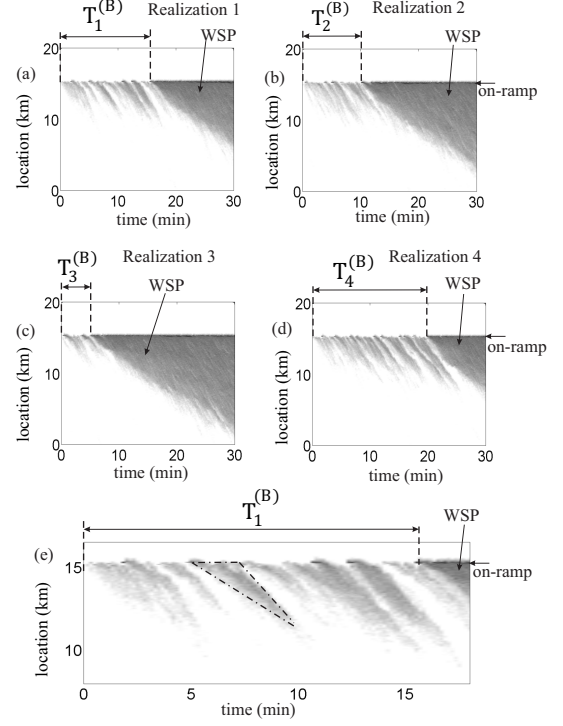 T₁⁽ᴮ⁾ Realization 1
WSP
(a)
20
10
0
location (km)
0 10 20 30
time (min)
T₂⁽ᴮ⁾ Realization 2
WSP
(b)
on-ramp
20
10
0
location (km)
0 10 20 30
time (min)
T₃⁽ᴮ⁾ Realization 3
WSP
(c)
20
10
0
location (km)
0 10 20 30
time (min)
Realization 4
T₄⁽ᴮ⁾
WSP
(d)
on-ramp
20
10
0
location (km)
0 10 20 30
time (min)
T₁⁽ᴮ⁾
WSP
(e)
on-ramp
15
10
location (km)
0 5 10 15
time (min)